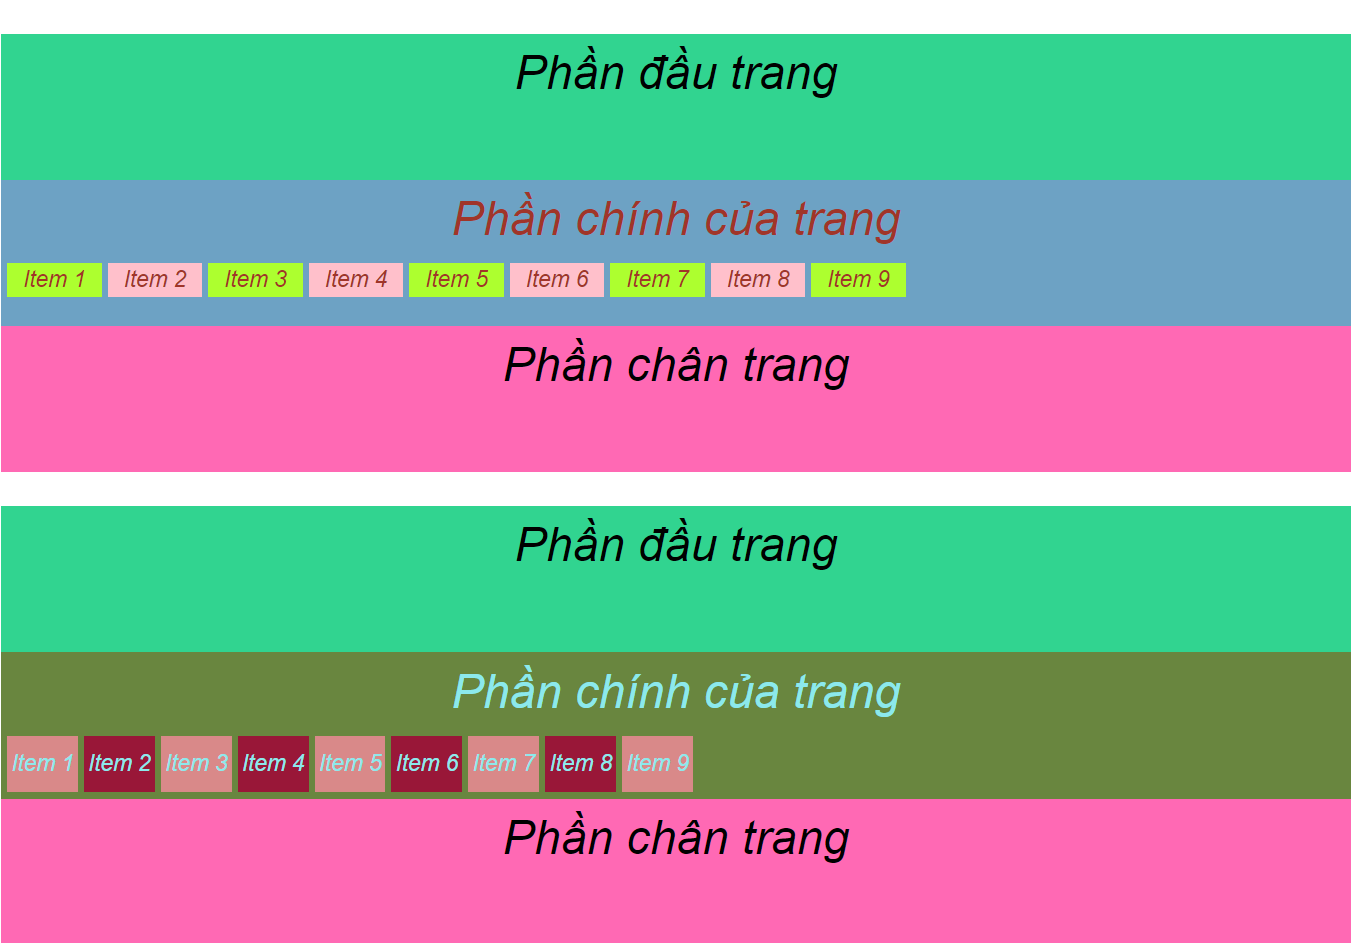 Phần đầu trang
Phần chính của trang
Item 1 Item 2 Item 3 Item 4 Item 5 Item 6 Item 7 Item 8 Item 9
Phần chân trang
Phần đầu trang
Phần chính của trang
Item 1 Item 2 Item 3 Item 4 Item 5 Item 6 Item 7 Item 8 Item 9
Phần chân trang